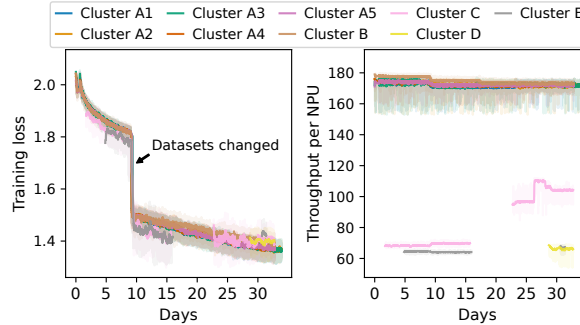 Cluster A1 Cluster A3 Cluster A5 Cluster C Cluster E
Cluster A2 Cluster A4 Cluster B Cluster D
Training loss
2.0
1.8
1.6
1.4
Datasets changed
0 5 10 15 20 25 30
Days
Throughput per NPU
180
160
140
120
100
80
60
0 5 10 15 20 25 30
Days